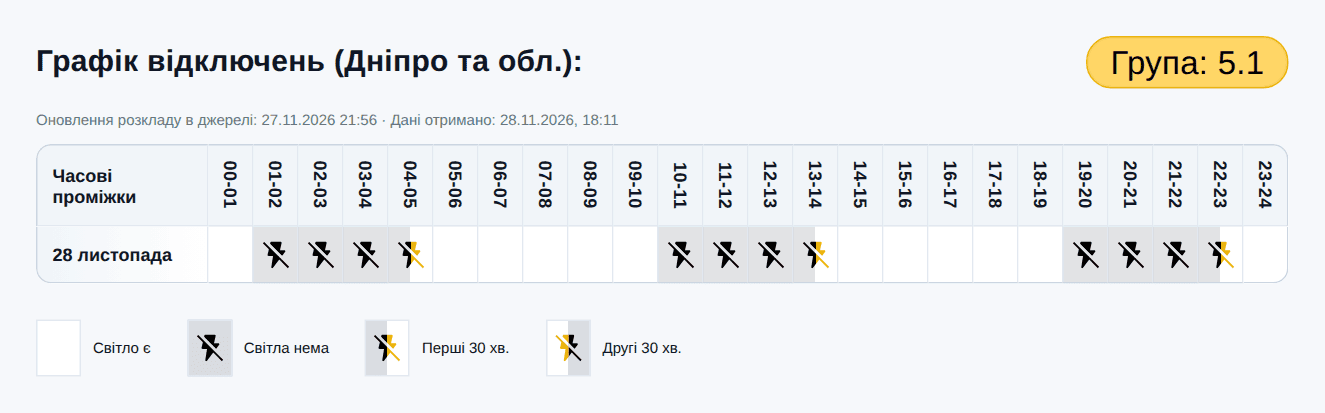 Графік відключень (Дніпро та обл.):
Група: 5.1
Оновлення розкладу в джерелі: 27.11.2026 21:56 · Дані отримано: 28.11.2026, 18:11
Часові
проміжки
00-01
01-02
02-03
03-04
04-05
05-06
06-07
07-08
08-09
09-10
10-11
11-12
12-13
13-14
14-15
15-16
16-17
17-18
18-19
19-20
20-21
21-22
22-23
23-24
28 листопада
Світло є
Світла нема
Перші 30 хв.
Другі 30 хв.